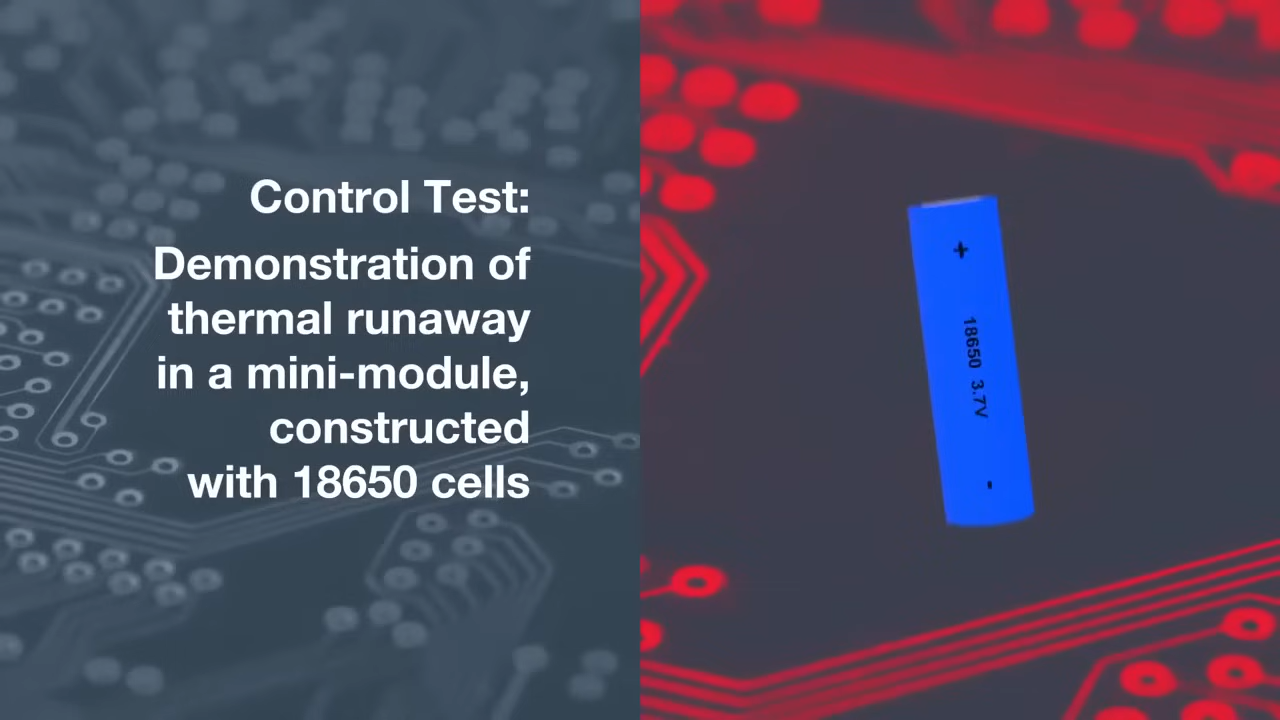 Control Test:
Demonstration of
thermal runaway
in a mini-module,
constructed
with 18650 cells
+
18650 3.7V
-